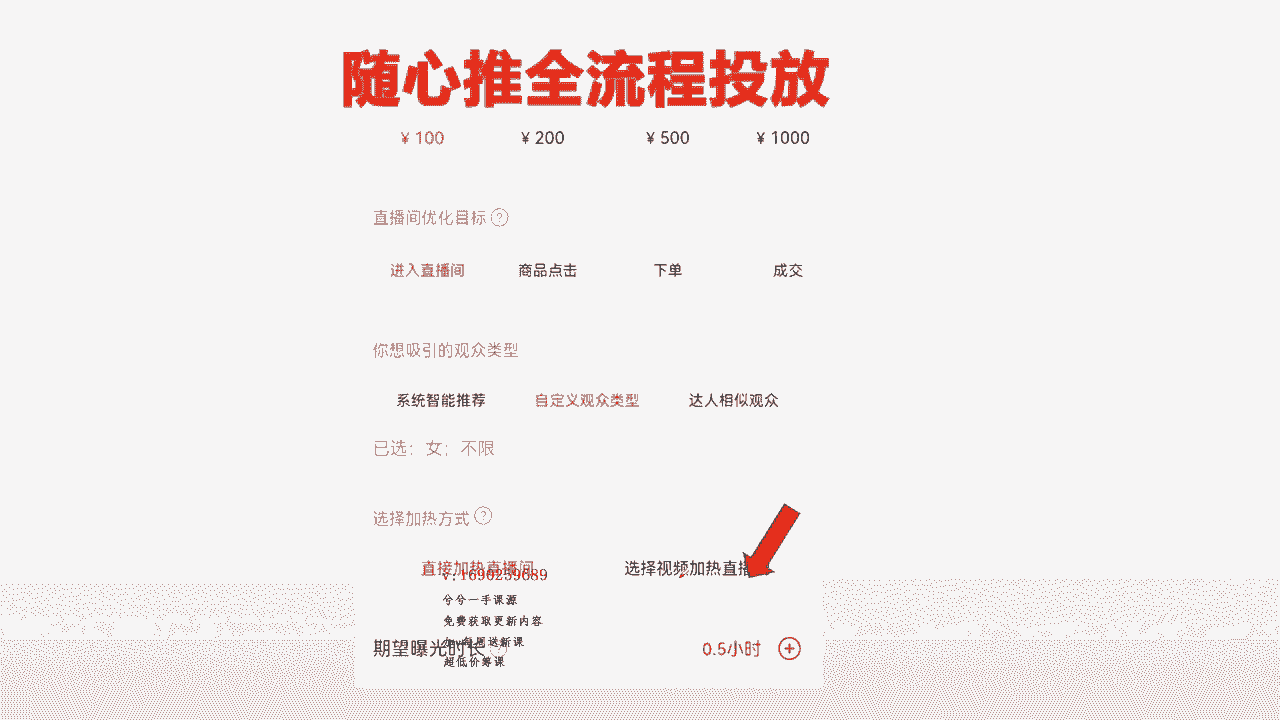 随心推全流程投放
¥ 100 ¥ 200 ¥ 500 ¥ 1000
直播间优化目标 ?
进入直播间 商品点击 下单 成交
你想吸引的观众类型
系统智能推荐 自定义观众类型 达人相似观众
已选：女；不限
选择加热方式 ?
直接加热直播间 选择视频加热直播
v:1690259689
兮兮一手课源
免费获取更新内容
每周送新课
期望曝光时长 0.5小时
超低价筹课